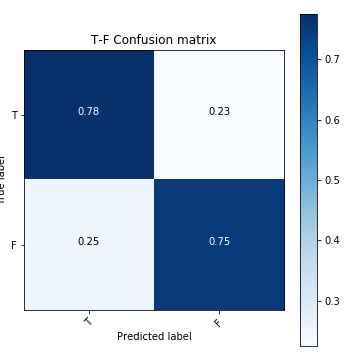 T-F Confusion matrix
T
0.78
0.23
F
0.25
0.75
T
F
Predicted label
True label
0.7
0.6
0.5
0.4
0.3